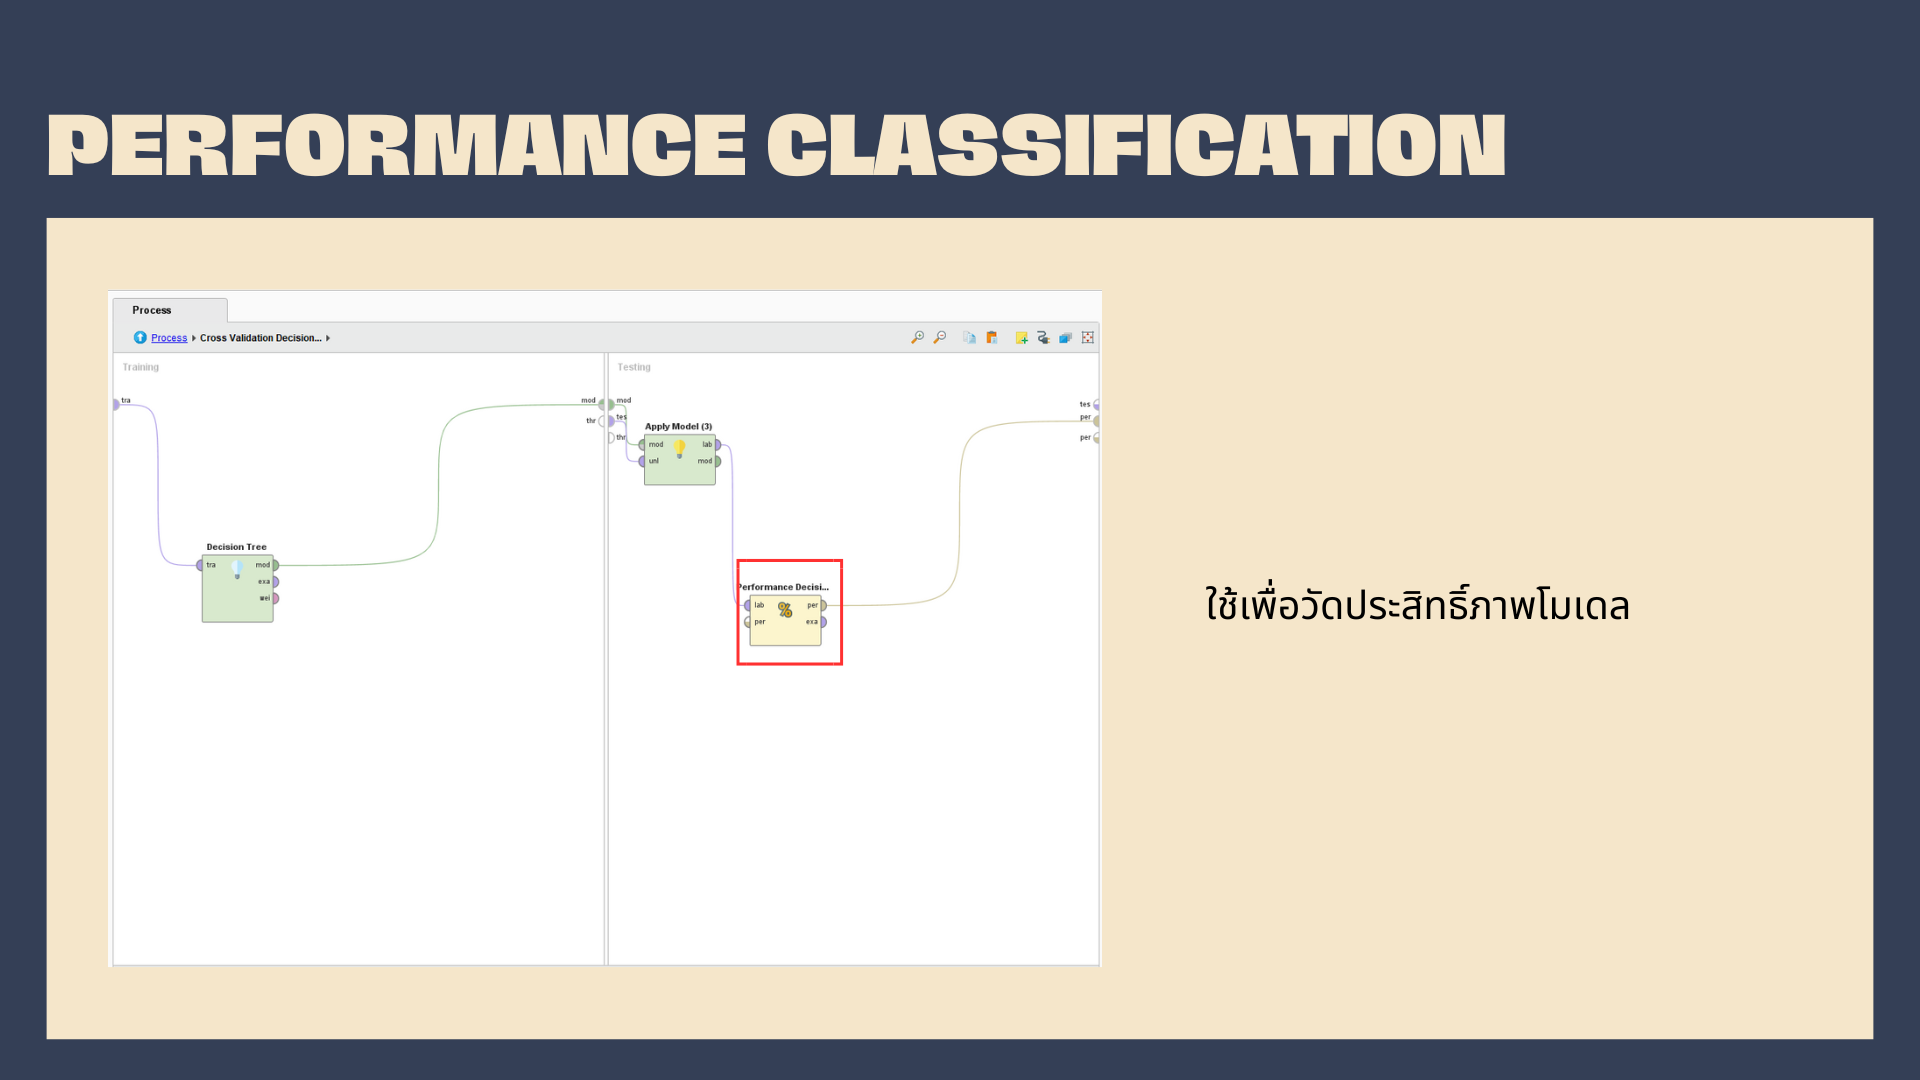 PERFORMANCE CLASSIFICATION
Process
Process Cross Validation Decision...
Training
Testing
tra
mod
thr
mod
tes
thr
Apply Model (3)
mod lab
unl mod
tes
per
per
Decision Tree
tra mod
exa
wei
Performance Decisi...
lab % per
per exa
ใช้เพื่อวัดประสิทธิ์ภาพโมเดล